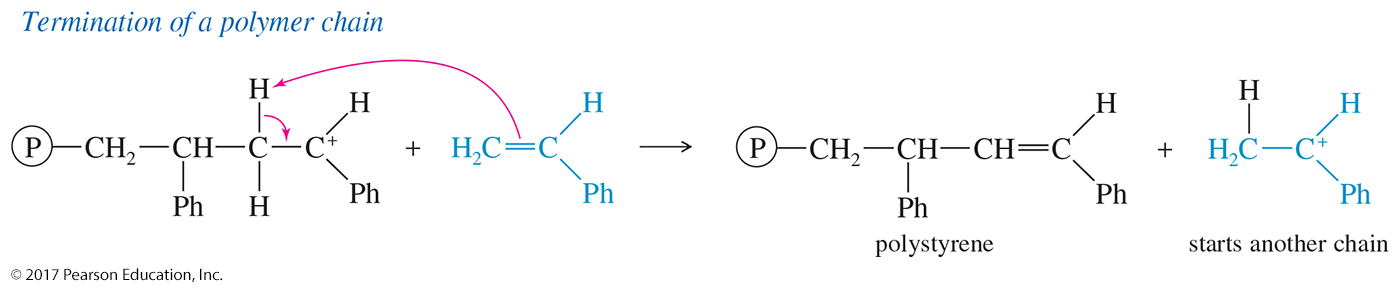 Termination of a polymer chain
H H H H H
P—CH₂—CH—C—C⁺ + H₂C=C ⟶ P—CH₂—CH—CH=C + H₂C—C⁺
Ph H Ph Ph Ph Ph Ph
polystyrene starts another chain
© 2017 Pearson Education, Inc.